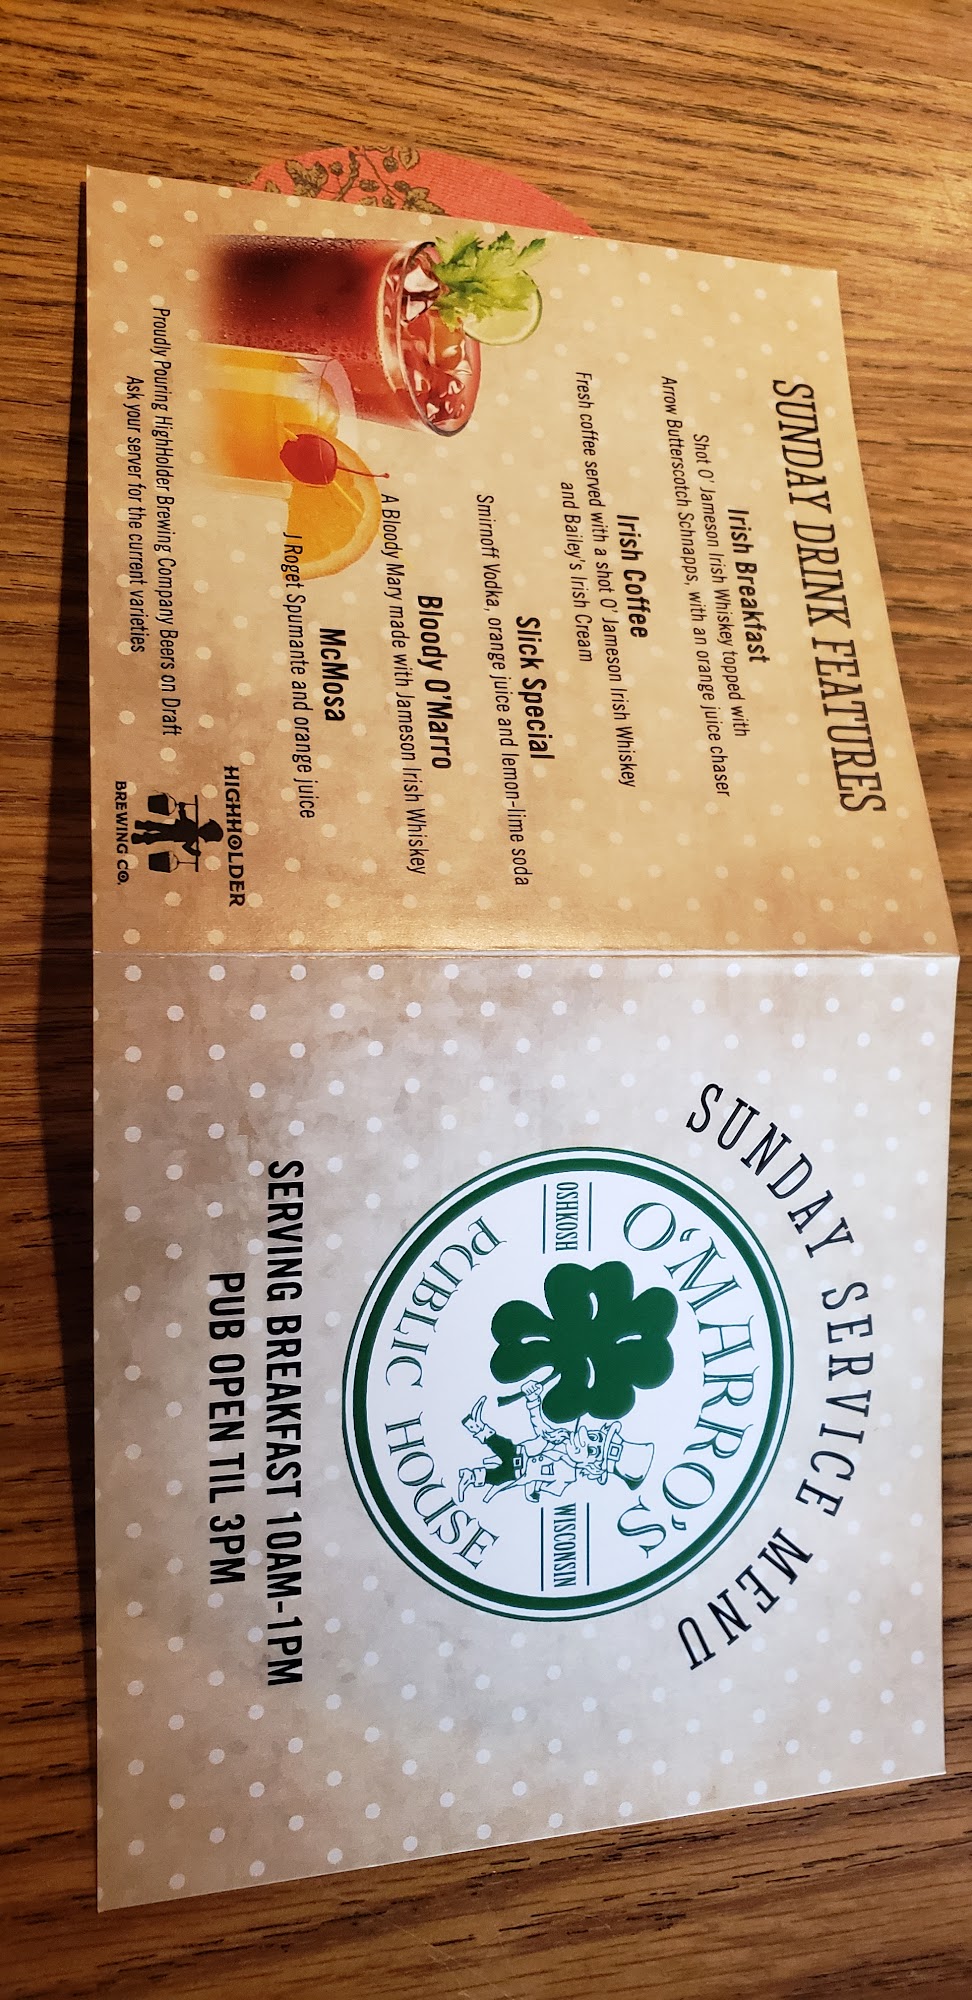 SUNDAY DRINK FEATURES
Irish Breakfast
Shot O' Jameson Irish Whiskey topped with
Arrow Butterscotch Schnapps, with an orange juice chaser
Irish Coffee
Fresh coffee served with a shot O' Jameson Irish Whiskey
and Bailey's Irish Cream
Slick Special
Smirnoff Vodka, orange juice and lemon-lime soda
Bloody O'Marro
A Bloody Mary made with Jameson Irish Whiskey
McMosa
J Roget Spumante and orange juice
Proudly Pouring HighHolder Brewing Company Beers on Draft
Ask your server for the current varieties
HIGHHOLDER
BREWING CO.
SUNDAY SERVICE MENU
O'MARRO'S
OSHKOSH
WISCONSIN
PUBLIC HOUSE
SERVING BREAKFAST 10AM-1PM
PUB OPEN TIL 3PM